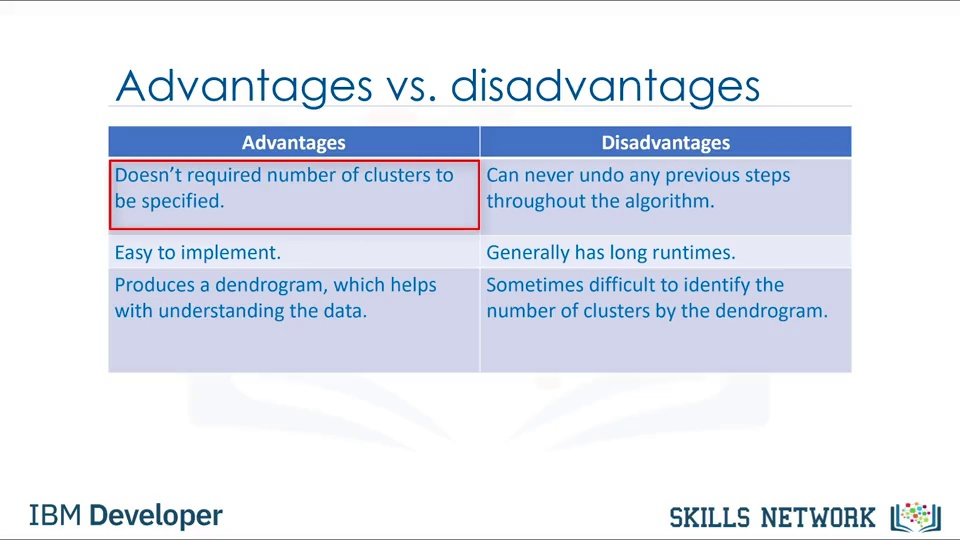 Advantages vs. disadvantages
Advantages
Disadvantages
Doesn't required number of clusters to
be specified.
Can never undo any previous steps
throughout the algorithm.
Easy to implement.
Generally has long runtimes.
Produces a dendrogram, which helps
with understanding the data.
Sometimes difficult to identify the
number of clusters by the dendrogram.
IBM Developer
SKILLS NETWORK